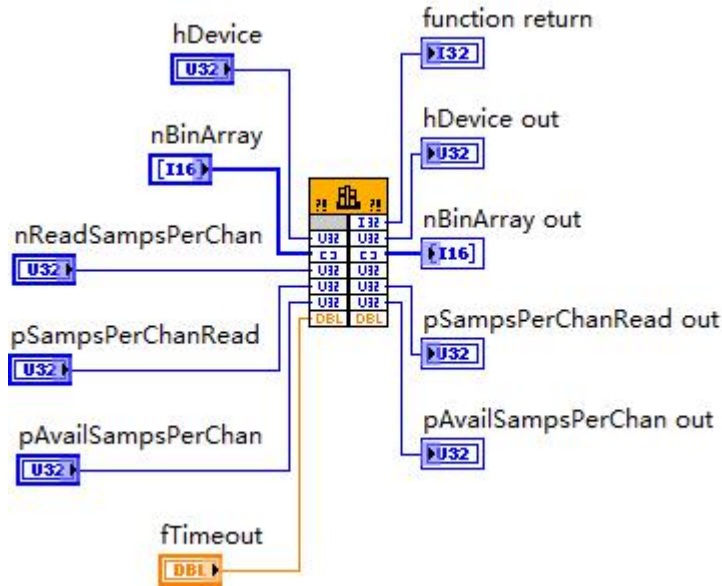 hDevice
U32
nBinArray
[I16]
nReadSampsPerChan
U32
pSampsPerChanRead
U32
pAvailSampsPerChan
U32
fTimeout
DBL
?! ?!
I32
U32 U32
[] []
U32 U32
U32 U32
U32 U32
DBL DBL
function return
I32
hDevice out
U32
nBinArray out
[I16]
pSampsPerChanRead out
U32
pAvailSampsPerChan out
U32